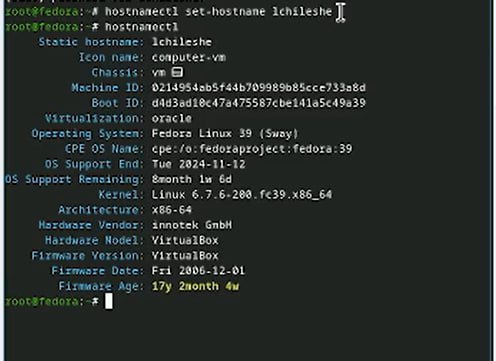 root@fedora:~# hostnamectl set-hostname lchileshe
root@fedora:~# hostnamectl
Static hostname: lchileshe
Icon name: computer-vm
Chassis: vm
Machine ID: 0214954ab5f44b709989b85cce733a8d
Boot ID: d4d3ad10c47a475587cbe141a5c49a39
Virtualization: oracle
Operating System: Fedora Linux 39 (Sway)
CPE OS Name: cpe:/o:fedoraproject:fedora:39
OS Support End: Tue 2024-11-12
OS Support Remaining: 8month 1w 6d
Kernel: Linux 6.7.6-200.fc39.x86_64
Architecture: x86-64
Hardware Vendor: innotek GmbH
Hardware Model: VirtualBox
Firmware Version: VirtualBox
Firmware Date: Fri 2006-12-01
Firmware Age: 17y 2month 4w
root@fedora:~#